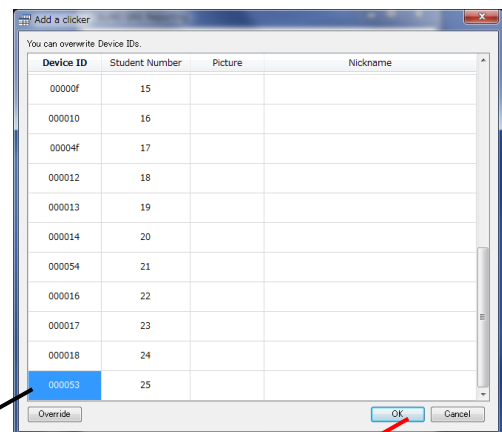 Add a clicker
You can overwrite Device IDs.
Device ID Student Number Picture Nickname
00000f 15
000010 16
00004f 17
000012 18
000013 19
000014 20
000054 21
000016 22
000017 23
000018 24
000053 25
Override OK Cancel